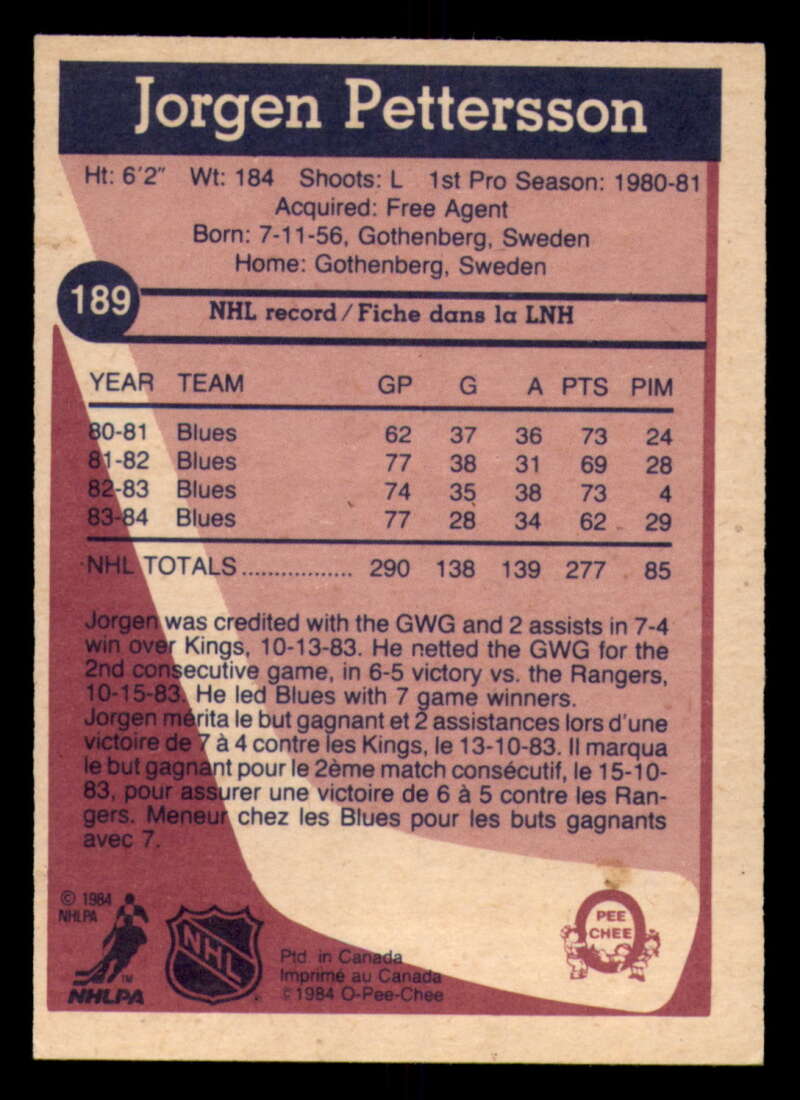 Jorgen Pettersson
Ht: 6'2" Wt: 184 Shoots: L 1st Pro Season: 1980-81
Acquired: Free Agent
Born: 7-11-56, Gothenberg, Sweden
Home: Gothenberg, Sweden
189
NHL record/Fiche dans la LNH
YEAR TEAM GP G A PTS PIM
80-81 Blues 62 37 36 73 24
81-82 Blues 77 38 31 69 28
82-83 Blues 74 35 38 73 4
83-84 Blues 77 28 34 62 29
NHL TOTALS................. 290 138 139 277 85
Jorgen was credited with the GWG and 2 assists in 7-4
win over Kings, 10-13-83. He netted the GWG for the
2nd consecutive game, in 6-5 victory vs. the Rangers,
10-15-83. He led Blues with 7 game winners.
Jorgen mérita le but gagnant et 2 assistances lors d'une
victoire de 7 à 4 contre les Kings, le 13-10-83. Il marqua
le but gagnant pour le 2ème match consécutif, le 15-10-
83, pour assurer une victoire de 6 à 5 contre les Ran-
gers. Meneur chez les Blues pour les buts gagnants
avec 7.
© 1984
NHLPA
TM
NHLPA
NHL
Ptd. in Canada
Imprimé au Canada
© 1984 O-Pee-Chee
PEE
CHEE